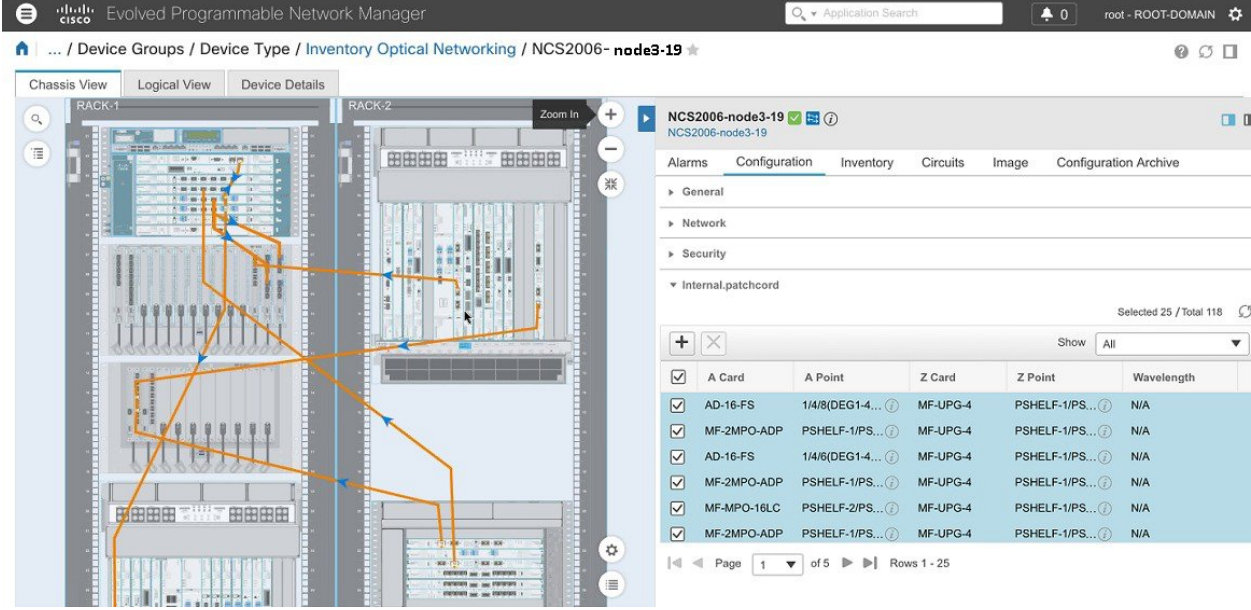 cisco Evolved Programmable Network Manager
Application Search
0
root - ROOT-DOMAIN
... / Device Groups / Device Type / Inventory Optical Networking / NCS2006- node3-19
Chassis View Logical View Device Details
RACK-1
RACK-2
Zoom In
NCS2006-node3-19
NCS2006-node3-19
Alarms Configuration Inventory Circuits Image Configuration Archive
General
Network
Security
Internal.patchcord
Selected 25 / Total 118
Show All
A Card A Point Z Card Z Point Wavelength
AD-16-FS 1/4/8(DEG1-4... MF-UPG-4 PSHELF-1/PS... N/A
MF-2MPO-ADP PSHELF-1/PS... MF-UPG-4 PSHELF-1/PS... N/A
AD-16-FS 1/4/6(DEG1-4... MF-UPG-4 PSHELF-1/PS... N/A
MF-2MPO-ADP PSHELF-1/PS... MF-UPG-4 PSHELF-1/PS... N/A
MF-MPO-16LC PSHELF-2/PS... MF-UPG-4 PSHELF-1/PS... N/A
MF-2MPO-ADP PSHELF-1/PS... MF-UPG-4 PSHELF-1/PS... N/A
Page 1 of 5 Rows 1 - 25